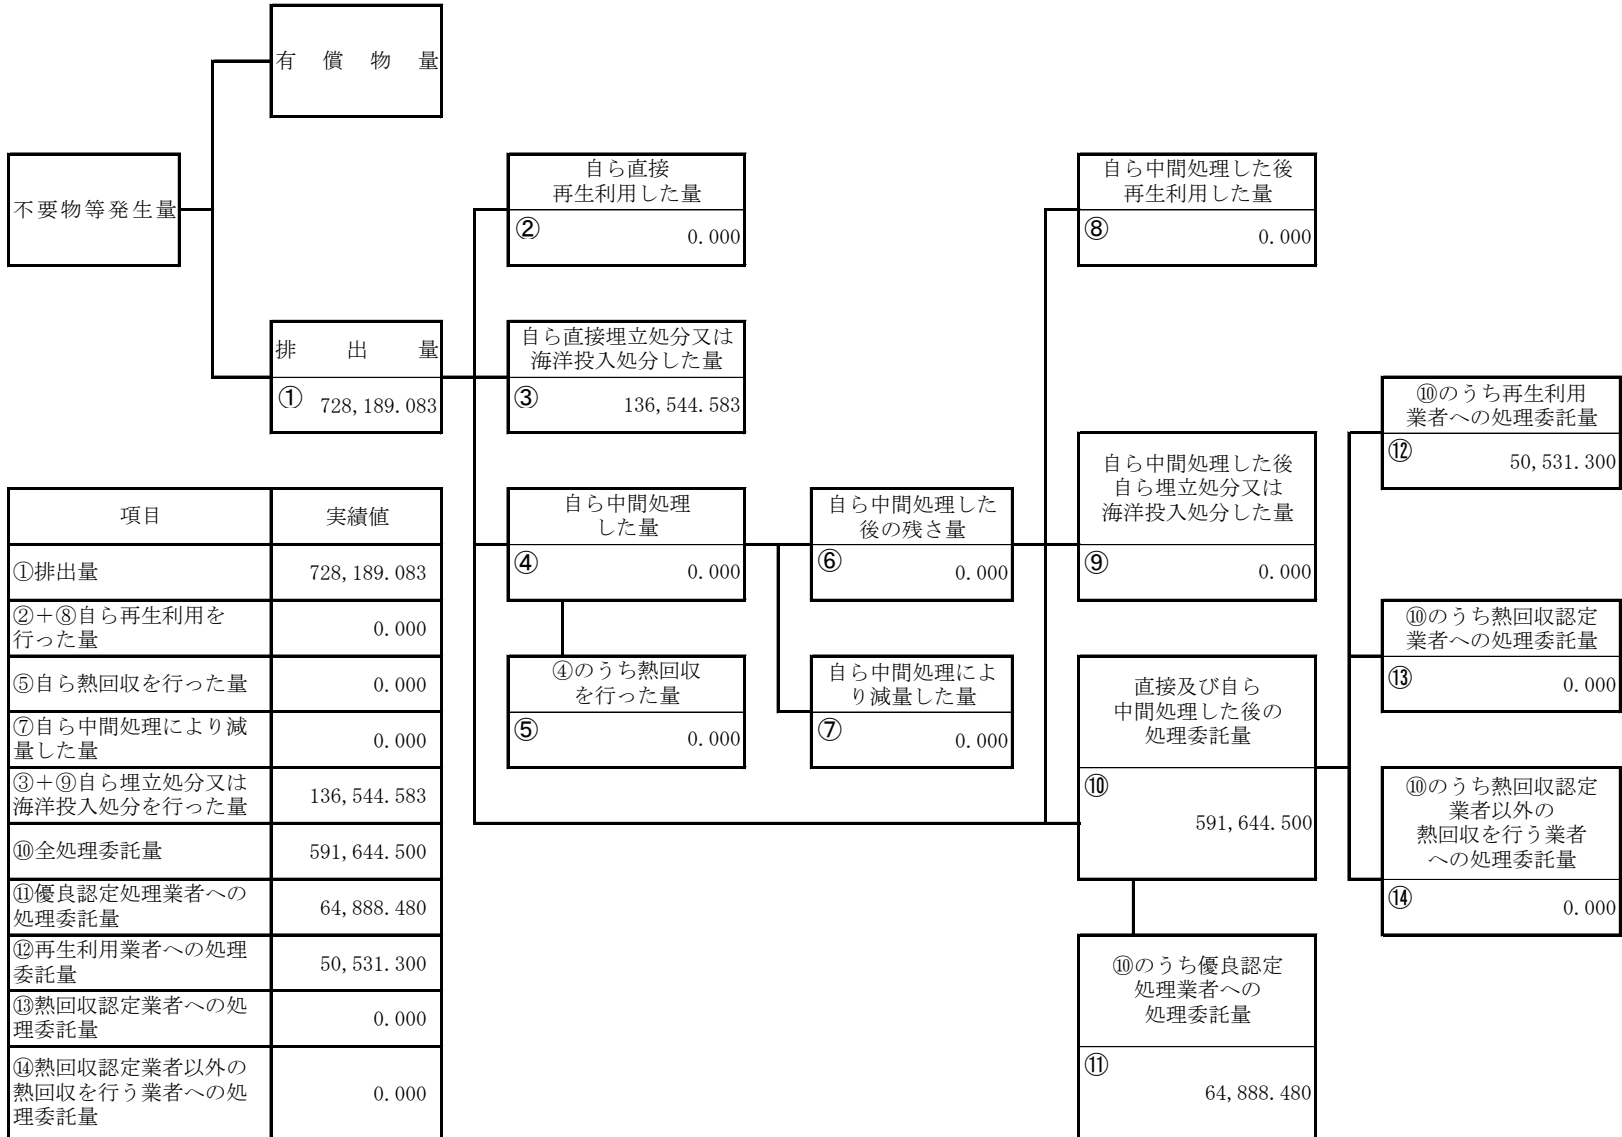 有償物量
不要物等発生量
排出量
① 728,189.083
自ら直接
再生利用した量
② 0.000
自ら直接埋立処分又は
海洋投入処分した量
③ 136,544.583
自ら中間処理
した量
④ 0.000
④のうち熱回収
を行った量
⑤ 0.000
自ら中間処理した
後の残さ量
⑥ 0.000
自ら中間処理によ
り減量した量
⑦ 0.000
自ら中間処理した後
再生利用した量
⑧ 0.000
自ら中間処理した後
自ら埋立処分又は
海洋投入処分した量
⑨ 0.000
直接及び自ら
中間処理した後の
処理委託量
⑩
591,644.500
⑩のうち優良認定
処理業者への
処理委託量
⑪
64,888.480
⑩のうち再生利用
業者への処理委託量
⑫ 50,531.300
⑩のうち熱回収認定
業者への処理委託量
⑬ 0.000
⑩のうち熱回収認定
業者以外の
熱回収を行う業者
への処理委託量
⑭ 0.000
項目 実績値
①排出量 728,189.083
②+⑧自ら再生利用を
行った量 0.000
⑤自ら熱回収を行った量 0.000
⑦自ら中間処理により減
量した量 0.000
③+⑨自ら埋立処分又は
海洋投入処分を行った量 136,544.583
⑩全処理委託量 591,644.500
⑪優良認定処理業者への
処理委託量 64,888.480
⑫再生利用業者への処理
委託量 50,531.300
⑬熱回収認定業者への処
理委託量 0.000
⑭熱回収認定業者以外の
熱回収を行う業者への処
理委託量 0.000